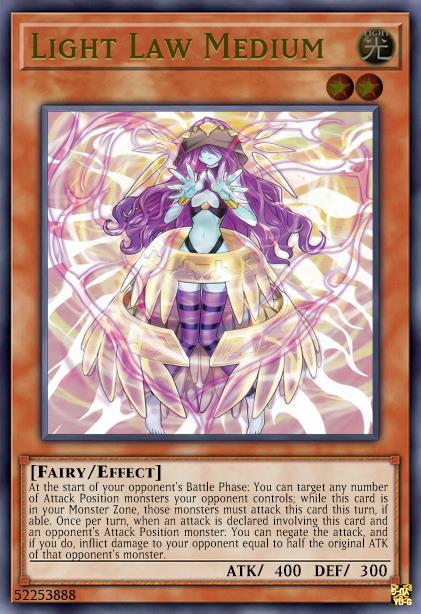 LIGHT LAW MEDIUM
LIGHT
光
[FAIRY/EFFECT]
At the start of your opponent's Battle Phase: You can target any number
of Attack Position monsters your opponent controls; while this card is
in your Monster Zone, those monsters must attack this card this turn, if
able. Once per turn, when an attack is declared involving this card and
an opponent's Attack Position monster: You can negate the attack, and
if you do, inflict damage to your opponent equal to half the original ATK
of that opponent's monster.
ATK/ 400 DEF/ 300
52253888